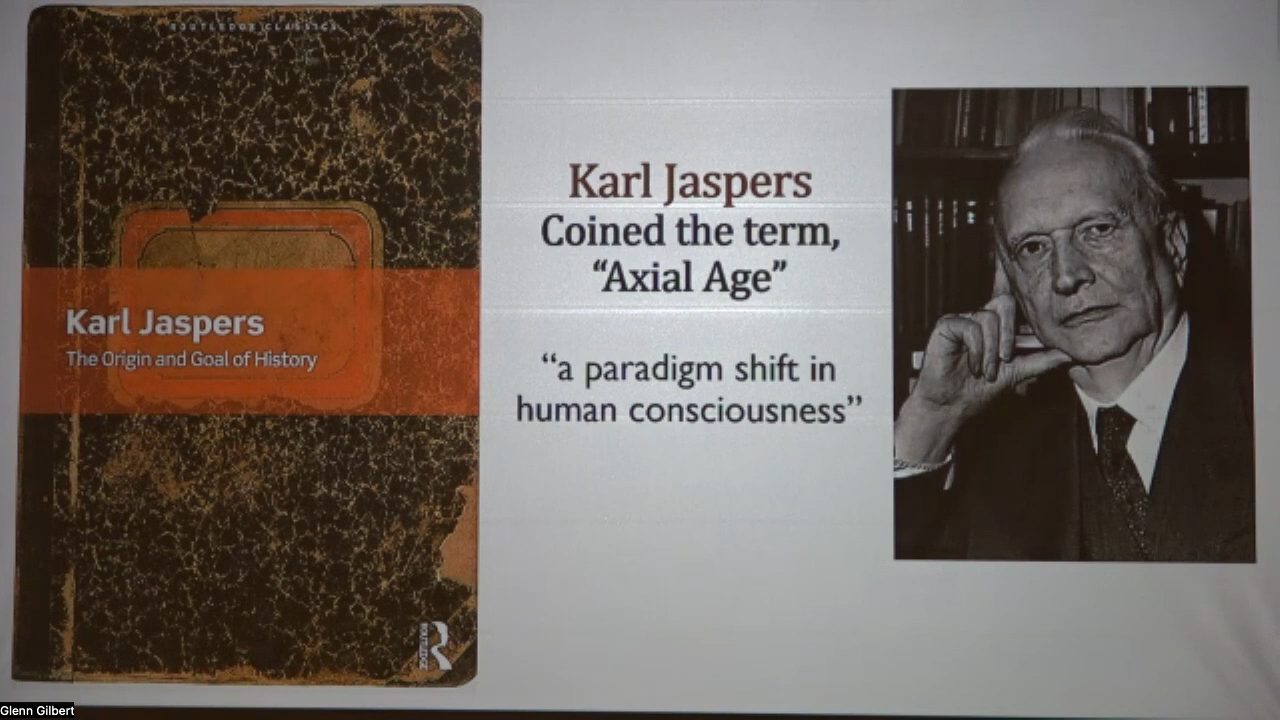 ROUTLEDGE CLASSICS
Karl Jaspers
The Origin and Goal of History
ROUTLEDGE
Karl Jaspers
Coined the term,
“Axial Age”
“a paradigm shift in
human consciousness”
Glenn Gilbert